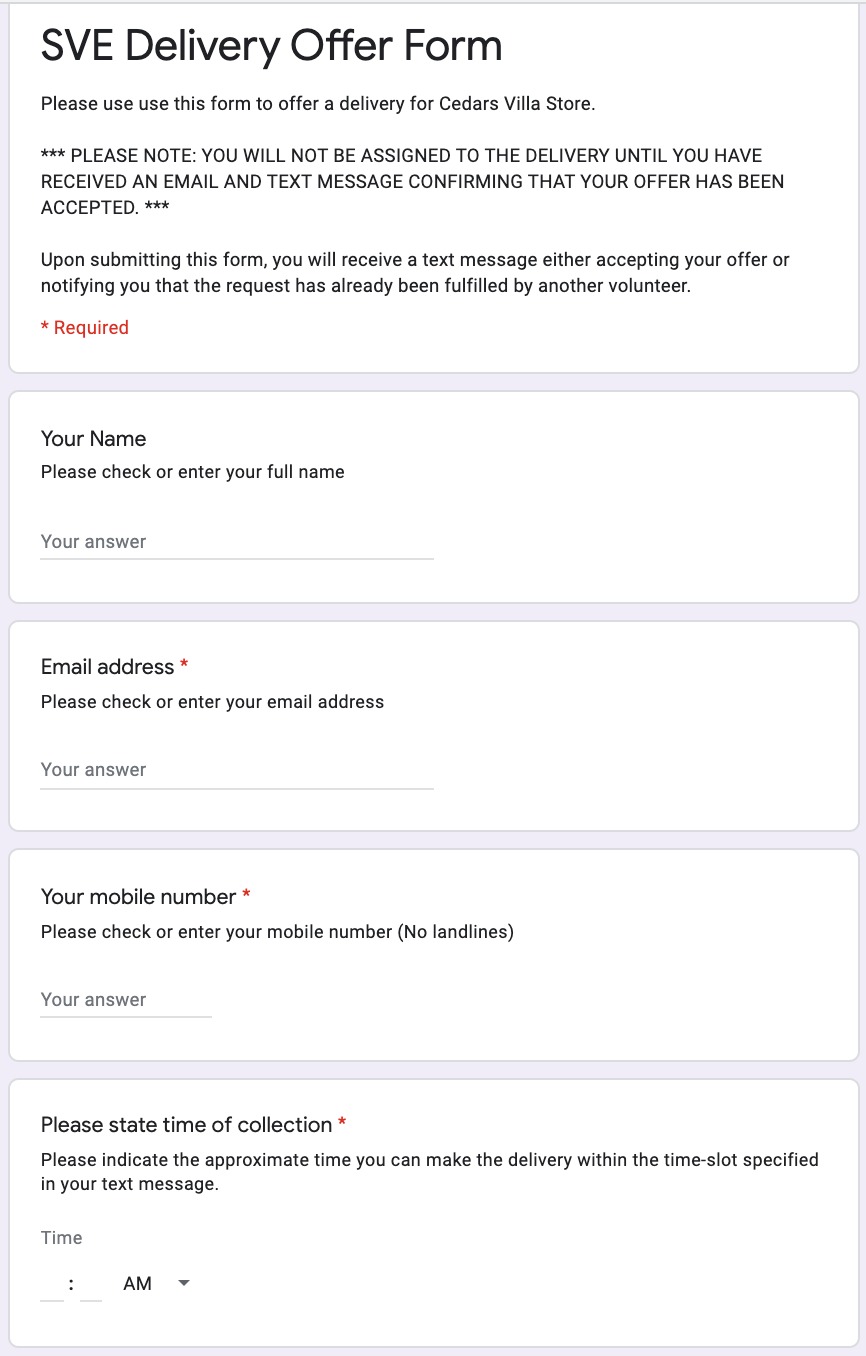 SVE Delivery Offer Form
Please use use this form to offer a delivery for Cedars Villa Store.
*** PLEASE NOTE: YOU WILL NOT BE ASSIGNED TO THE DELIVERY UNTIL YOU HAVE
RECEIVED AN EMAIL AND TEXT MESSAGE CONFIRMING THAT YOUR OFFER HAS BEEN
ACCEPTED. ***
Upon submitting this form, you will receive a text message either accepting your offer or
notifying you that the request has already been fulfilled by another volunteer.
* Required
Your Name
Please check or enter your full name
Your answer
Email address *
Please check or enter your email address
Your answer
Your mobile number *
Please check or enter your mobile number (No landlines)
Your answer
Please state time of collection *
Please indicate the approximate time you can make the delivery within the time-slot specified
in your text message.
Time
: AM